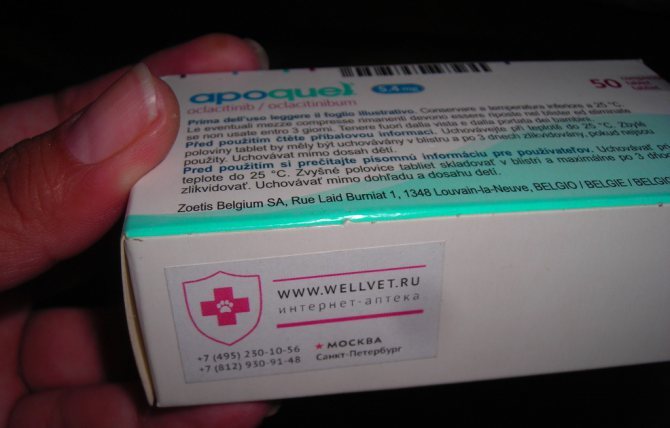 apoquel
5.4 mg
50
oclacitinib / oclacitinibum
Prima dell'uso leggere il foglio illustrativo. Conservare a temperatura inferiore a 25 °C.
Le eventuali mezze compresse rimanenti devono essere riposte nel blister ed eliminate
se non usate entro 3 giorni. Tenere fuori dalla vista e dalla portata dei bambini.
Před použitím čtěte příbalovou informaci. Uchovávejte při teplotě do 25 °C. Zbylé
poloviny tablet by měly být uchovávány v blistru a po 3 dnech zlikvidovány pokud nejsou
použity. Uchovávat mimo dosah dětí.
Pred použitím si prečítajte písomnú informáciu pre používateľov. Uchovávať pri
teplote do 25 °C. Zvyšné polovice tabliet skladovať v blistri a maximálne po 3 dňoch
zlikvidovať. Uchovávať mimo dohľadu a dosahu detí.
Zoetis Belgium SA, Rue Laid Burniat 1, 1348 Louvain-la-Neuve, BELGIO / BELGIE / BELGIC
WWW.WELLVET.RU
интернет-аптека
+7 (495) 230-10-56
★ МОСКВА
+7 (812) 930-91-48
Санкт-Петербург